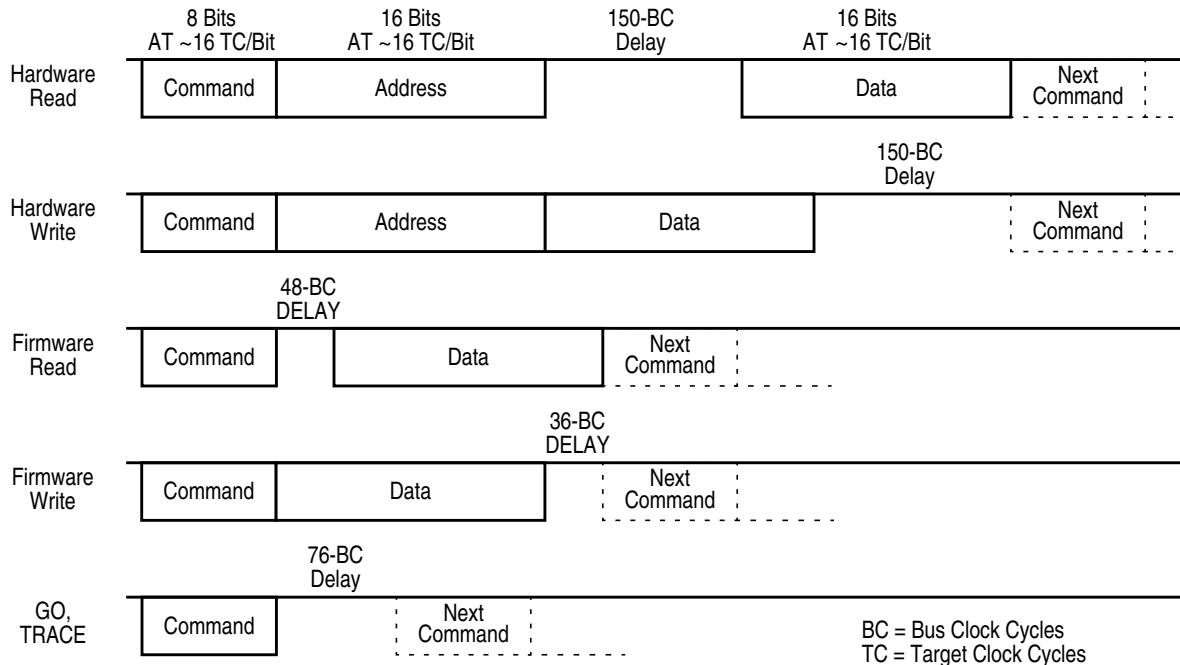 8 Bits
AT ~16 TC/Bit
16 Bits
AT ~16 TC/Bit
150-BC
Delay
16 Bits
AT ~16 TC/Bit
Hardware
Read
Command
Address
Data
Next
Command
150-BC
Delay
Hardware
Write
Command
Address
Data
Next
Command
48-BC
DELAY
Firmware
Read
Command
Data
Next
Command
36-BC
DELAY
Firmware
Write
Command
Data
Next
Command
76-BC
Delay
GO,
TRACE
Command
Next
Command
BC = Bus Clock Cycles
TC = Target Clock Cycles